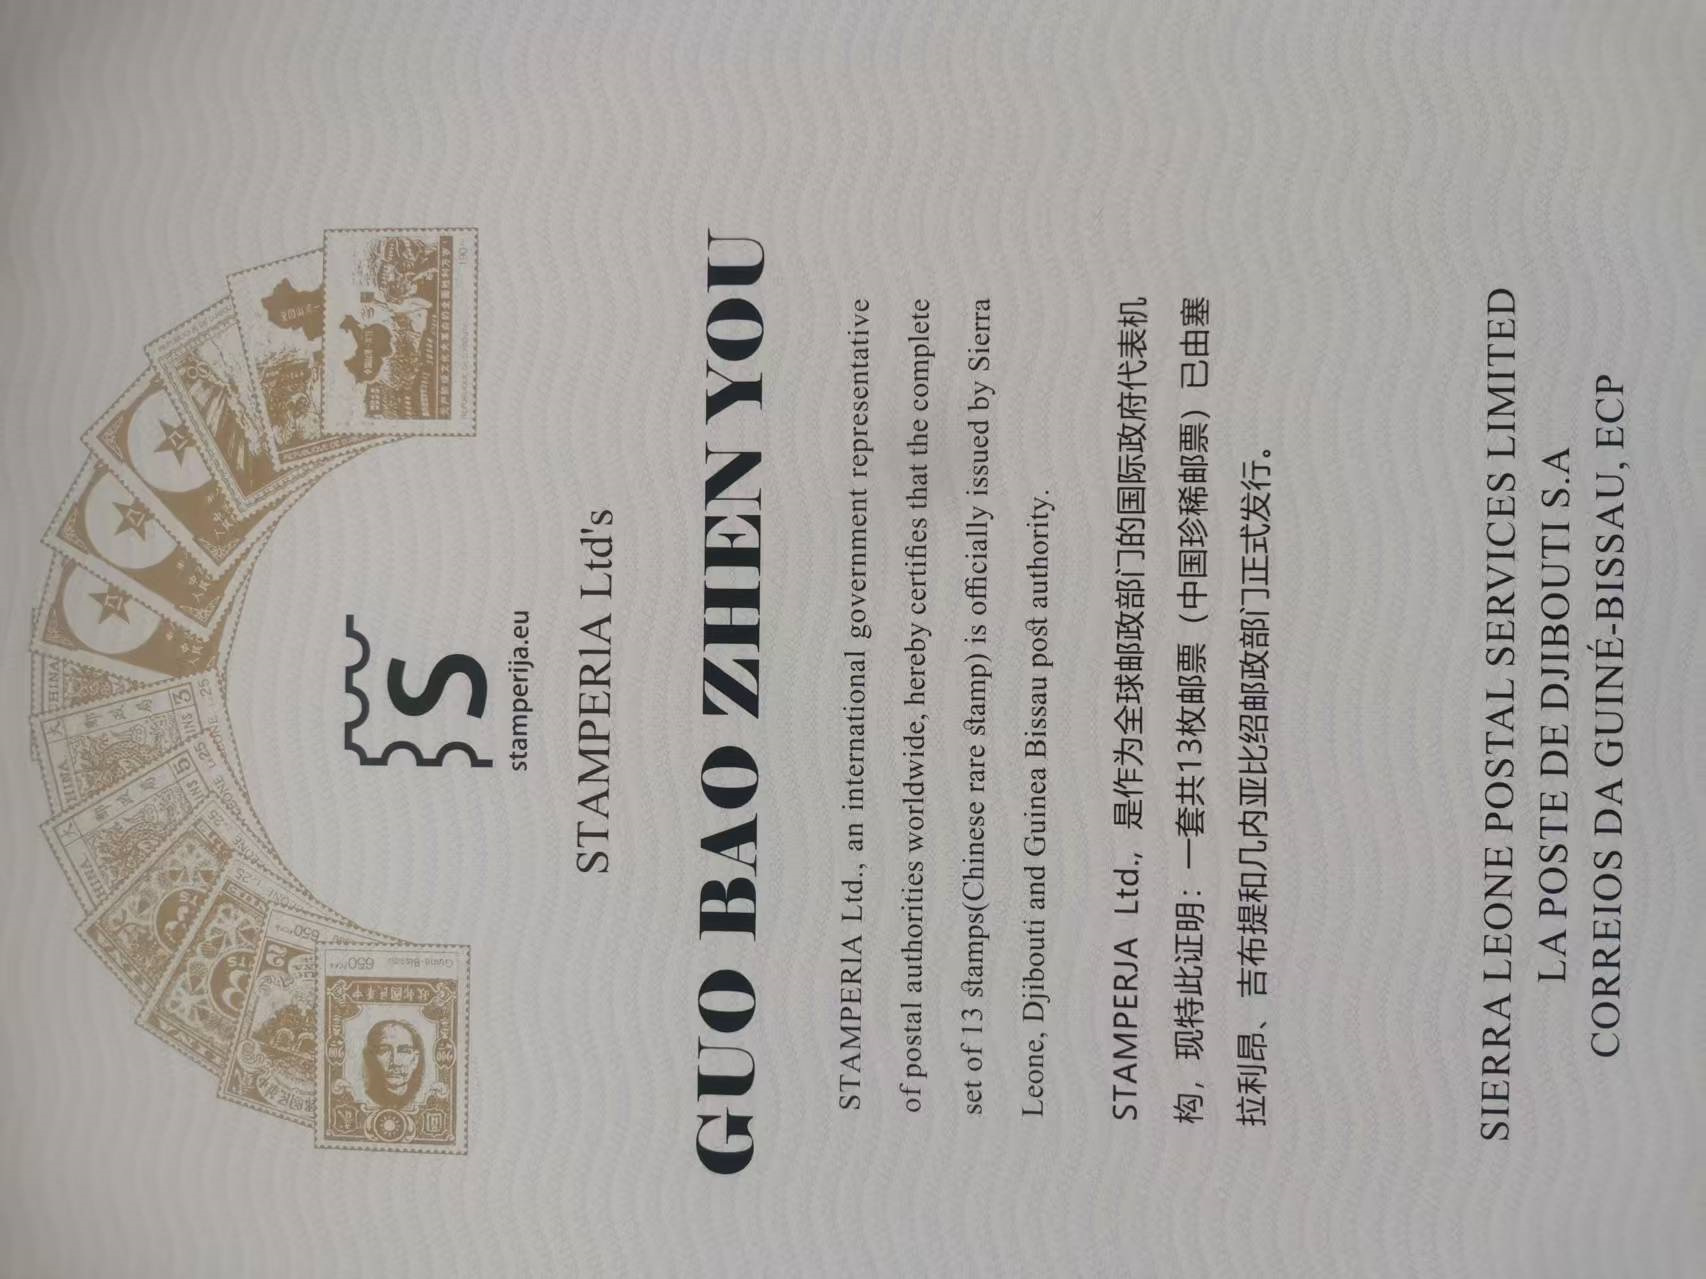 stamperija.eu
STAMPERIA Ltd's
GUO BAO ZHEN YOU
STAMPERIA Ltd., an international government representative
of postal authorities worldwide, hereby certifies that the complete
set of 13 stamps(Chinese rare stamp) is officially issued by Sierra
Leone, Djibouti and Guinea Bissau post authority.
STAMPERJA Ltd., 是作为全球邮政部门的国际政府代表机
构，现特此证明：一套共13枚邮票（中国珍稀邮票）已由塞
拉利昂、吉布提和几内亚比绍邮政部门正式发行。
SIERRA LEONE POSTAL SERVICES LIMITED
LA POSTE DE DJIBOUTI S.A
CORREIOS DA GUINÉ-BISSAU, ECP